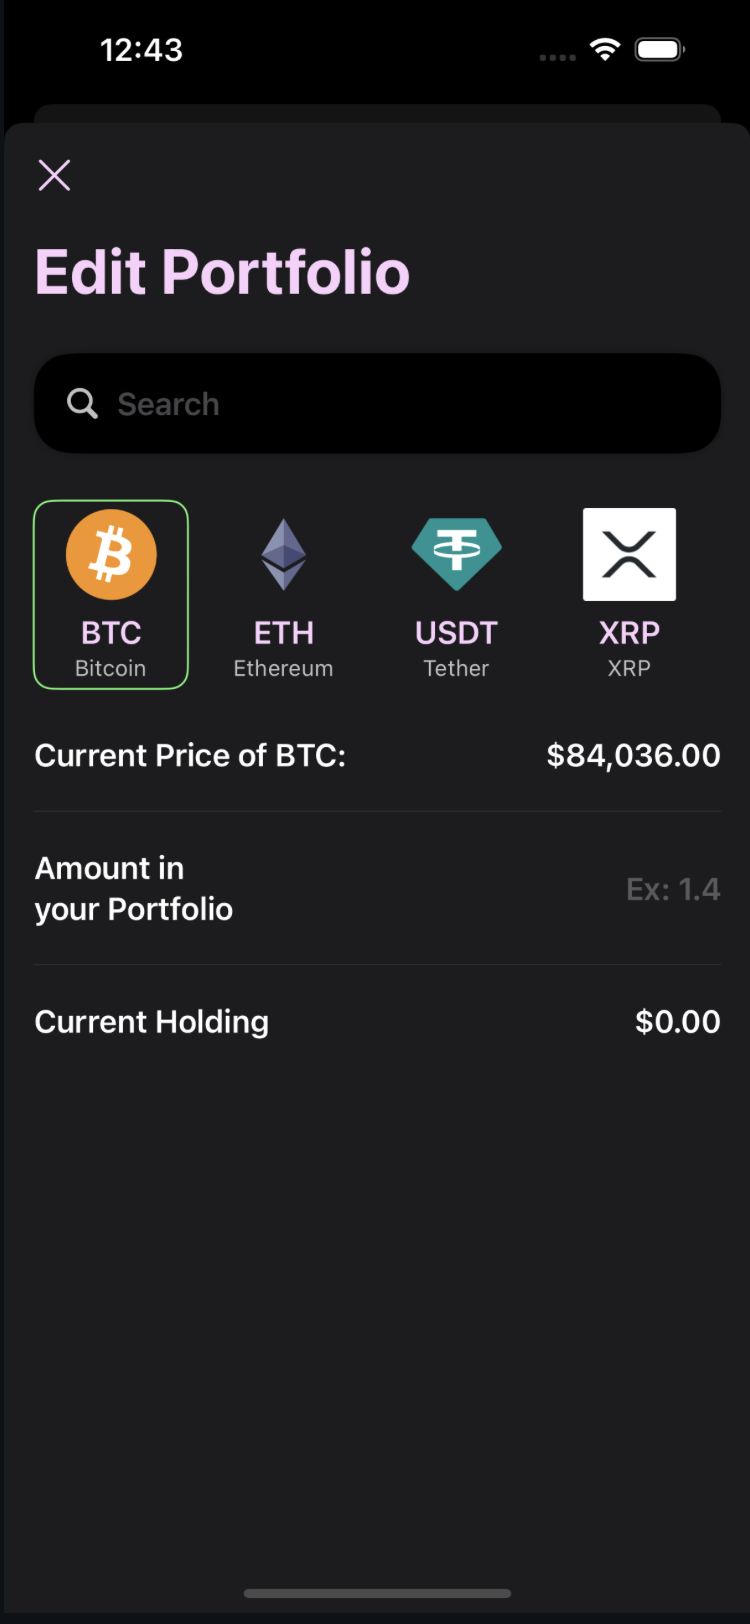 12:43
Edit Portfolio
Search
BTC ETH USDT XRP
Bitcoin Ethereum Tether XRP
Current Price of BTC: $84,036.00
Amount in
your Portfolio
Ex: 1.4
Current Holding $0.00